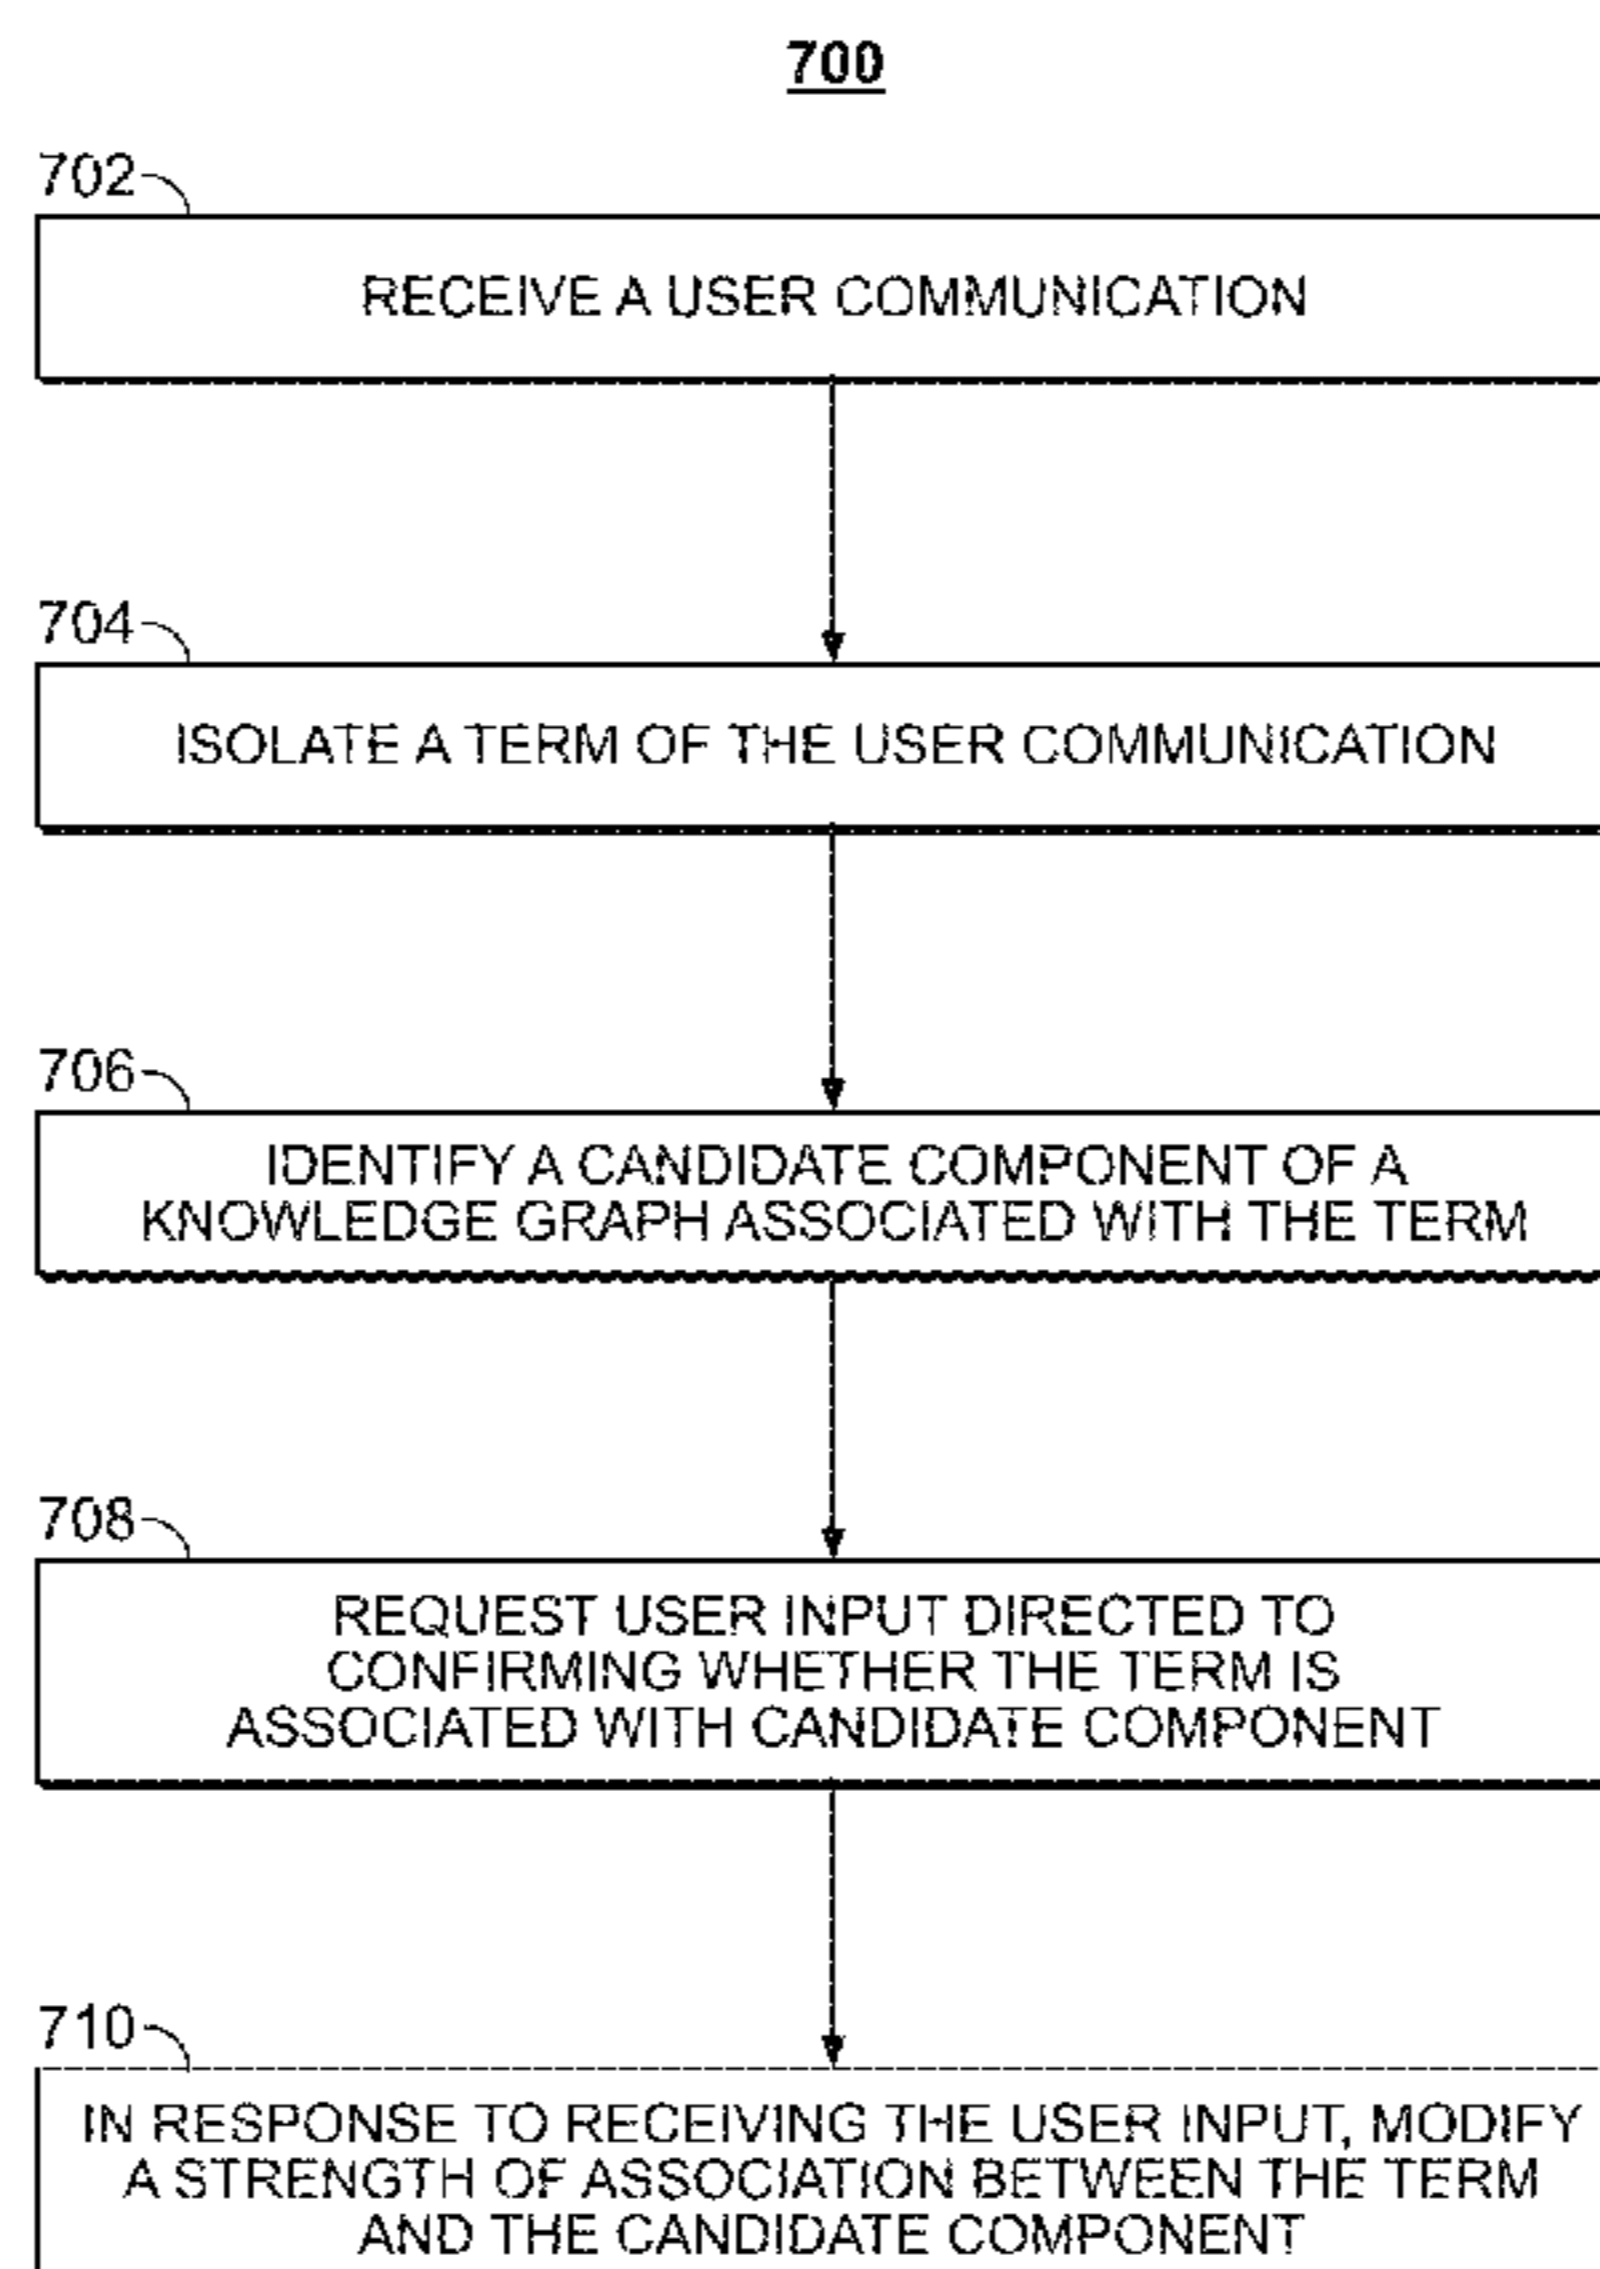 700
702
RECEIVE A USER COMMUNICATION
704
ISOLATE A TERM OF THE USER COMMUNICATION
706
IDENTIFY A CANDIDATE COMPONENT OF A
KNOWLEDGE GRAPH ASSOCIATED WITH THE TERM
708
REQUEST USER INPUT DIRECTED TO
CONFIRMING WHETHER THE TERM IS
ASSOCIATED WITH CANDIDATE COMPONENT
710
IN RESPONSE TO RECEIVING THE USER INPUT, MODIFY
A STRENGTH OF ASSOCIATION BETWEEN THE TERM
AND THE CANDIDATE COMPONENT